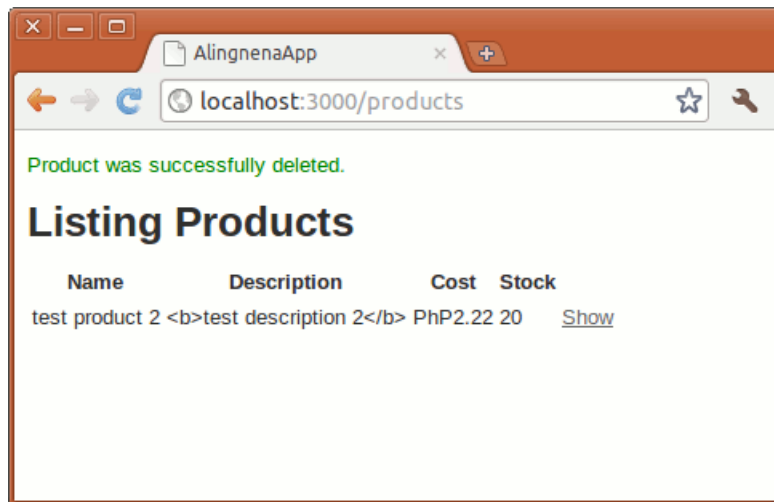 AlingnenaApp
localhost:3000/products
Product was successfully deleted.
Listing Products
Name Description Cost Stock
test product 2 <b>test description 2</b> PhP2.22 20 Show